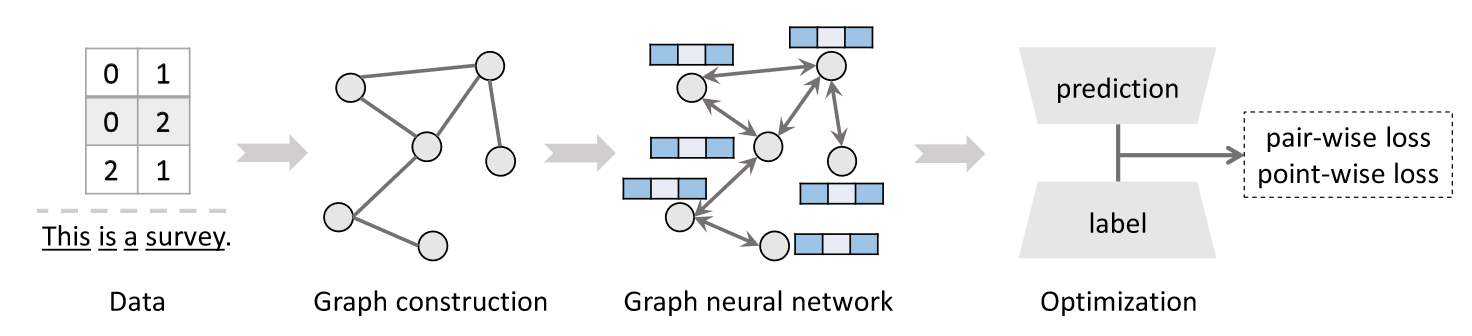 0 1
0 2
2 1
This is a survey.
prediction
label
pair-wise loss
point-wise loss
Data
Graph construction
Graph neural network
Optimization